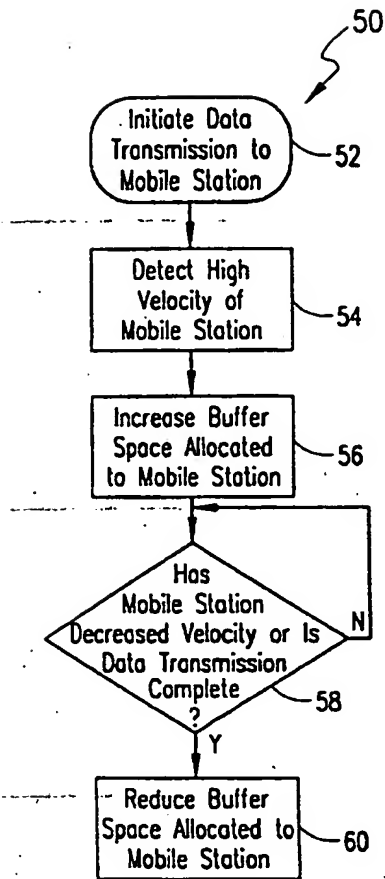 50
Initiate Data
Transmission to
Mobile Station
52
Detect High
Velocity of
Mobile Station
54
Increase Buffer
Space Allocated
to Mobile Station
56
Has
Mobile Station
Decreased Velocity or Is
Data Transmission
Complete
?
N
58
Y
Reduce Buffer
Space Allocated to
Mobile Station
60